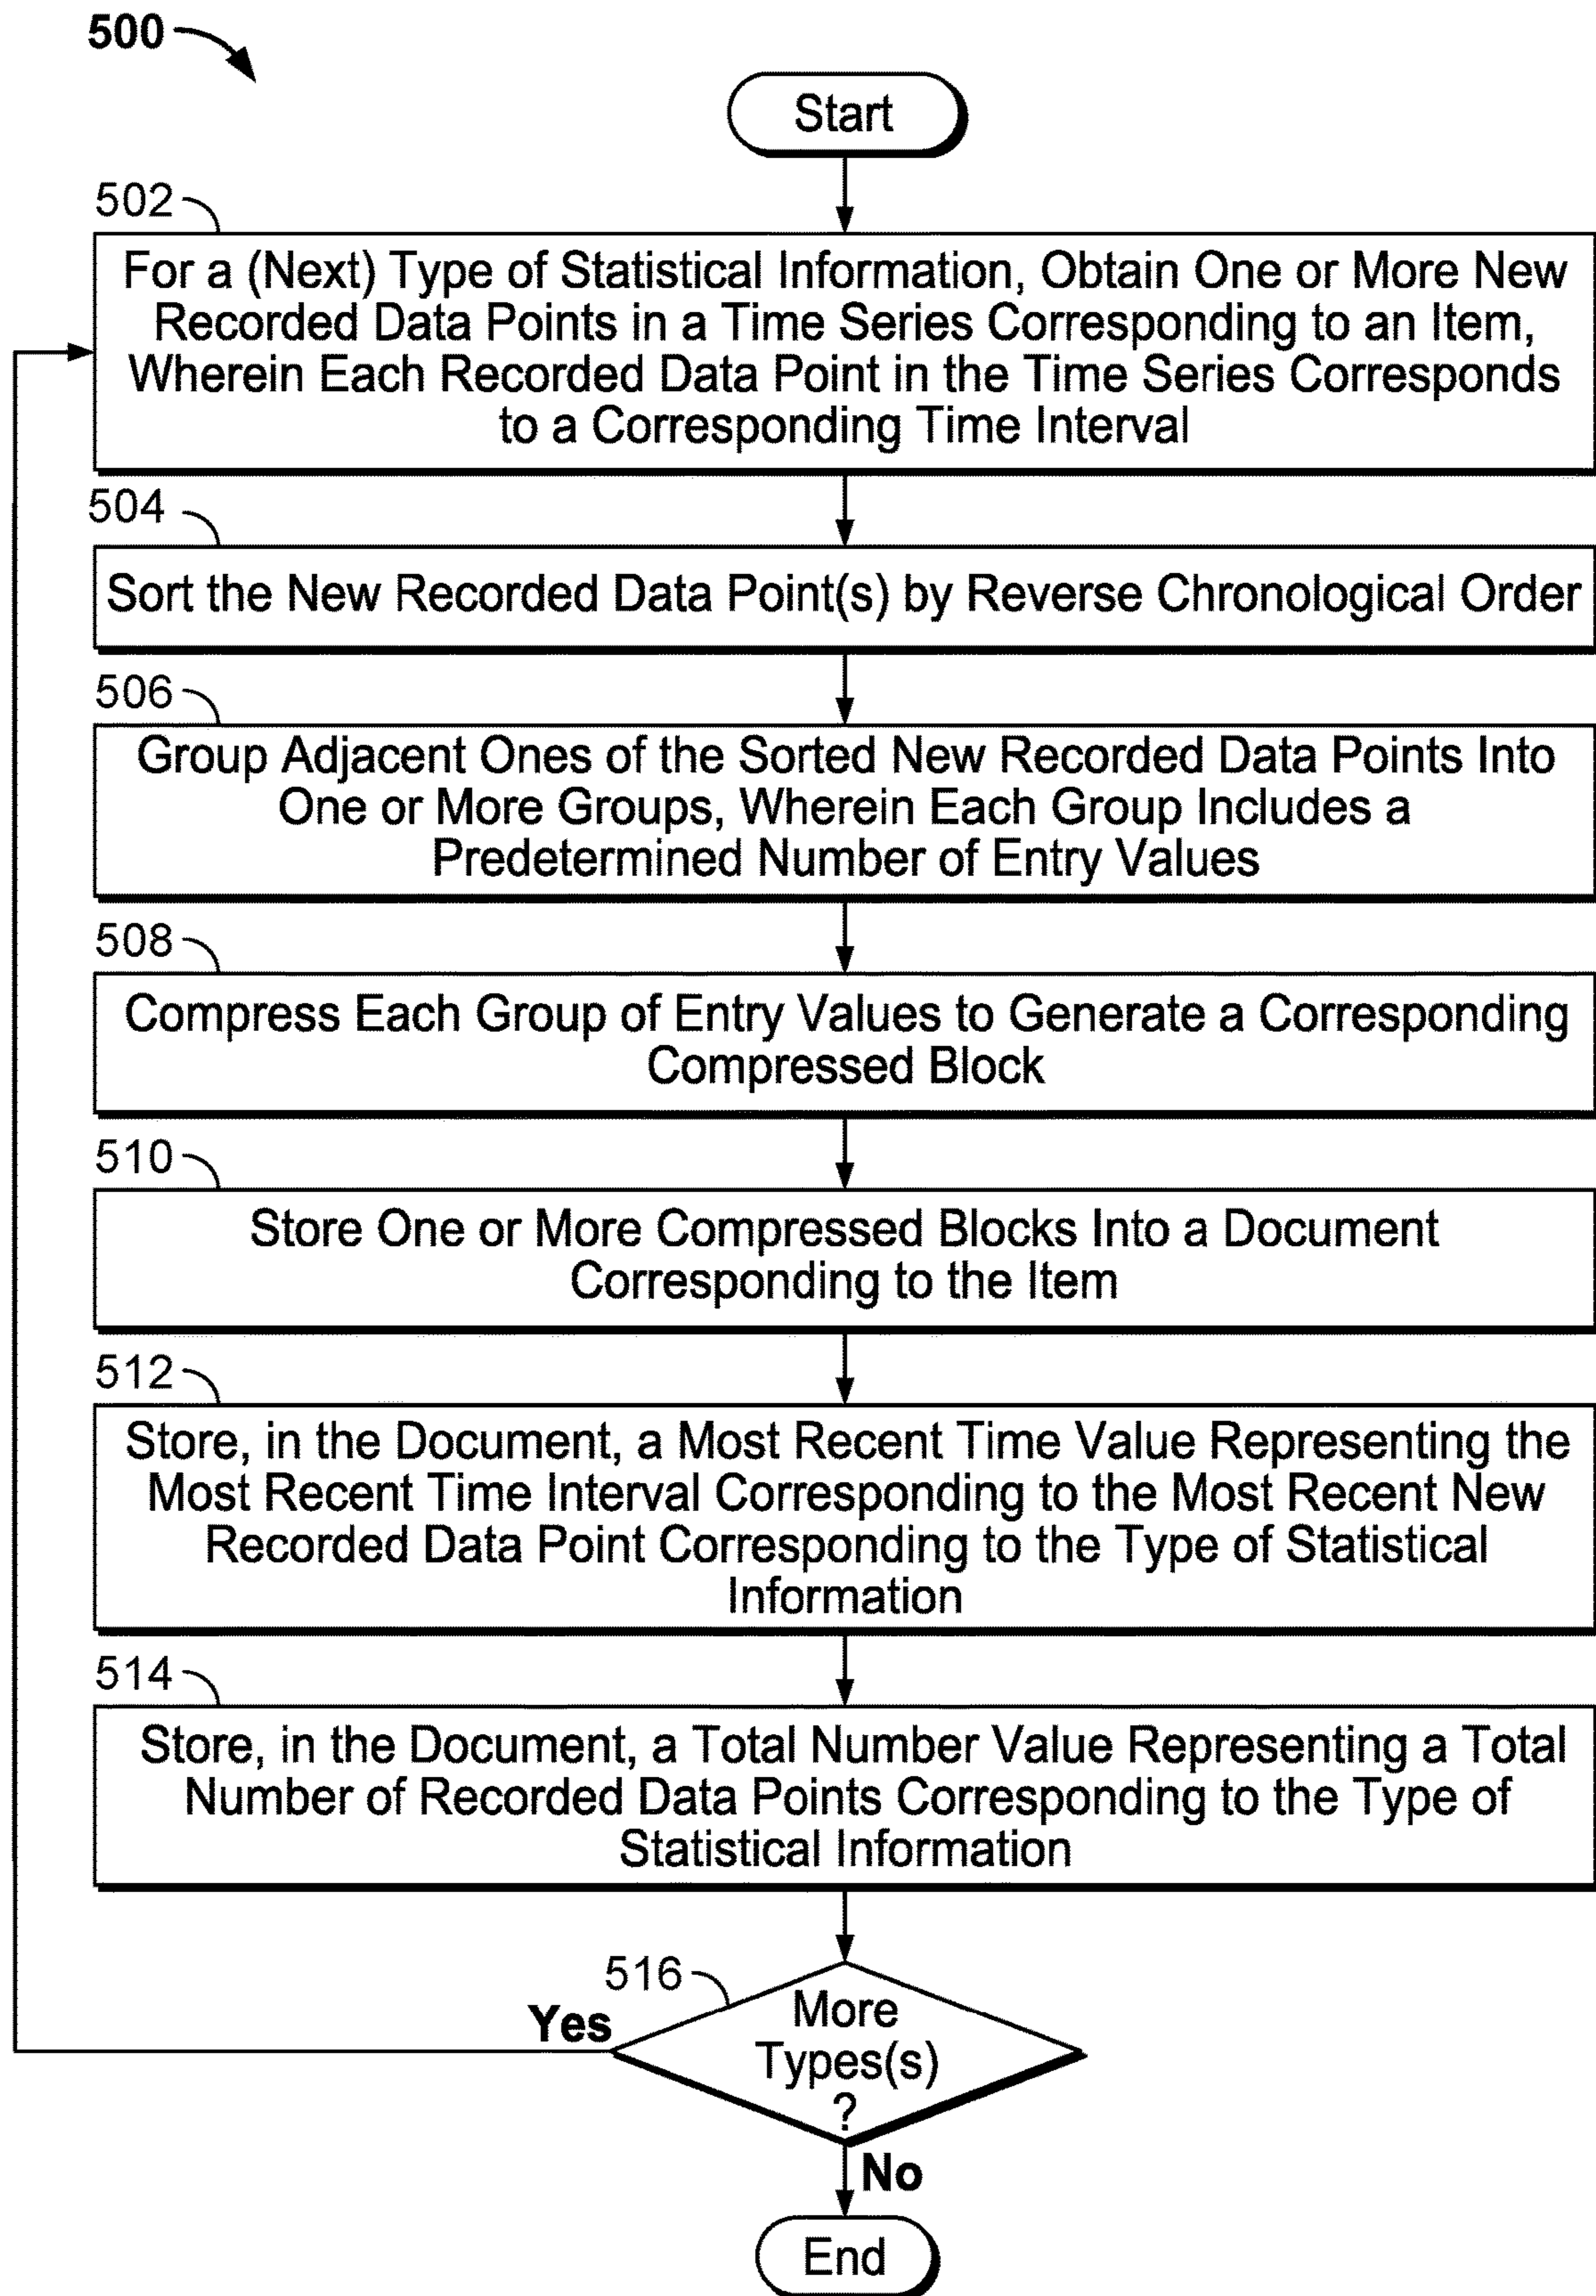 500
Start
502
For a (Next) Type of Statistical Information, Obtain One or More New
Recorded Data Points in a Time Series Corresponding to an Item,
Wherein Each Recorded Data Point in the Time Series Corresponds
to a Corresponding Time Interval
504
Sort the New Recorded Data Point(s) by Reverse Chronological Order
506
Group Adjacent Ones of the Sorted New Recorded Data Points Into
One or More Groups, Wherein Each Group Includes a
Predetermined Number of Entry Values
508
Compress Each Group of Entry Values to Generate a Corresponding
Compressed Block
510
Store One or More Compressed Blocks Into a Document
Corresponding to the Item
512
Store, in the Document, a Most Recent Time Value Representing the
Most Recent Time Interval Corresponding to the Most Recent New
Recorded Data Point Corresponding to the Type of Statistical
Information
514
Store, in the Document, a Total Number Value Representing a Total
Number of Recorded Data Points Corresponding to the Type of
Statistical Information
516
Yes
More
Types(s)
?
No
End